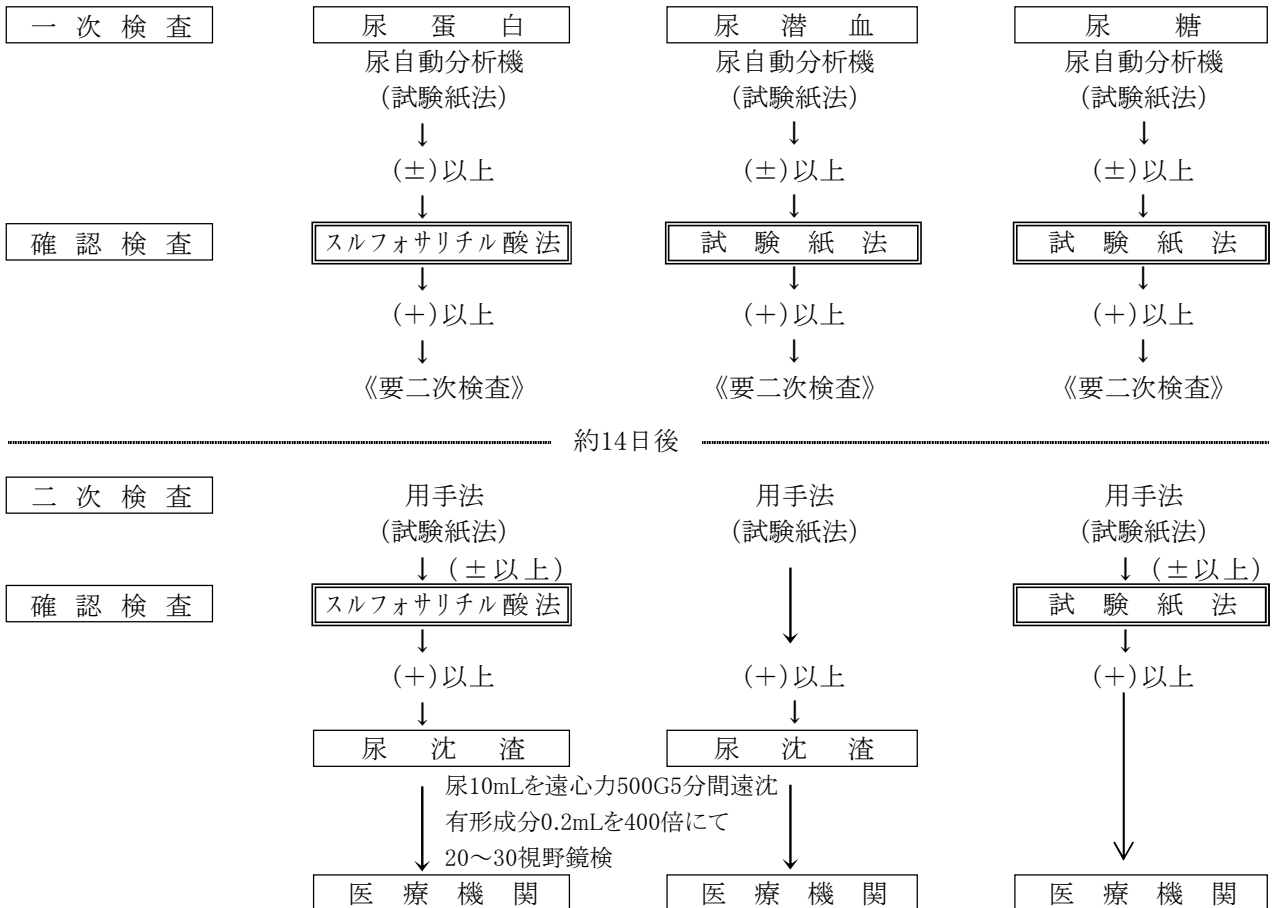 一次検査 尿蛋白 尿潜血 尿糖
尿自動分析機 尿自動分析機 尿自動分析機
(試験紙法) (試験紙法) (試験紙法)
↓ ↓ ↓
(±)以上 (±)以上 (±)以上
↓ ↓ ↓
確認検査 スルフォサリチル酸法 試験紙法 試験紙法
↓ ↓ ↓
(+)以上 (+)以上 (+)以上
↓ ↓ ↓
《要二次検査》 《要二次検査》 《要二次検査》
約14日後
二次検査 用手法 用手法 用手法
(試験紙法) (試験紙法) (試験紙法)
↓(±以上) ↓(±以上)
確認検査 スルフォサリチル酸法 試験紙法
↓ ↓
(+)以上 (+)以上 (+)以上
↓ ↓
尿沈渣 尿沈渣
尿10mLを遠心力500G5分間遠沈
有形成分0.2mLを400倍にて
20～30視野鏡検
医療機関 医療機関 医療機関